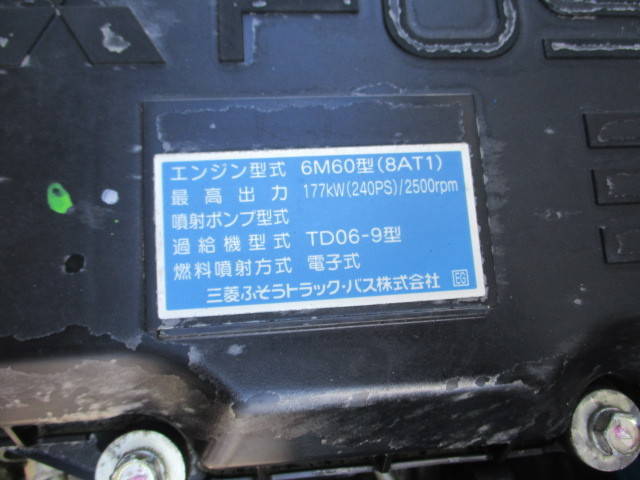 FUS
エンジン型式 6M60型(8AT1)
最高出力 177kW(240PS)/2500rpm
噴射ポンプ型式
過給機型式 TD06-9型
燃料噴射方式 電子式
三菱ふそうトラック・バス株式会社 EG